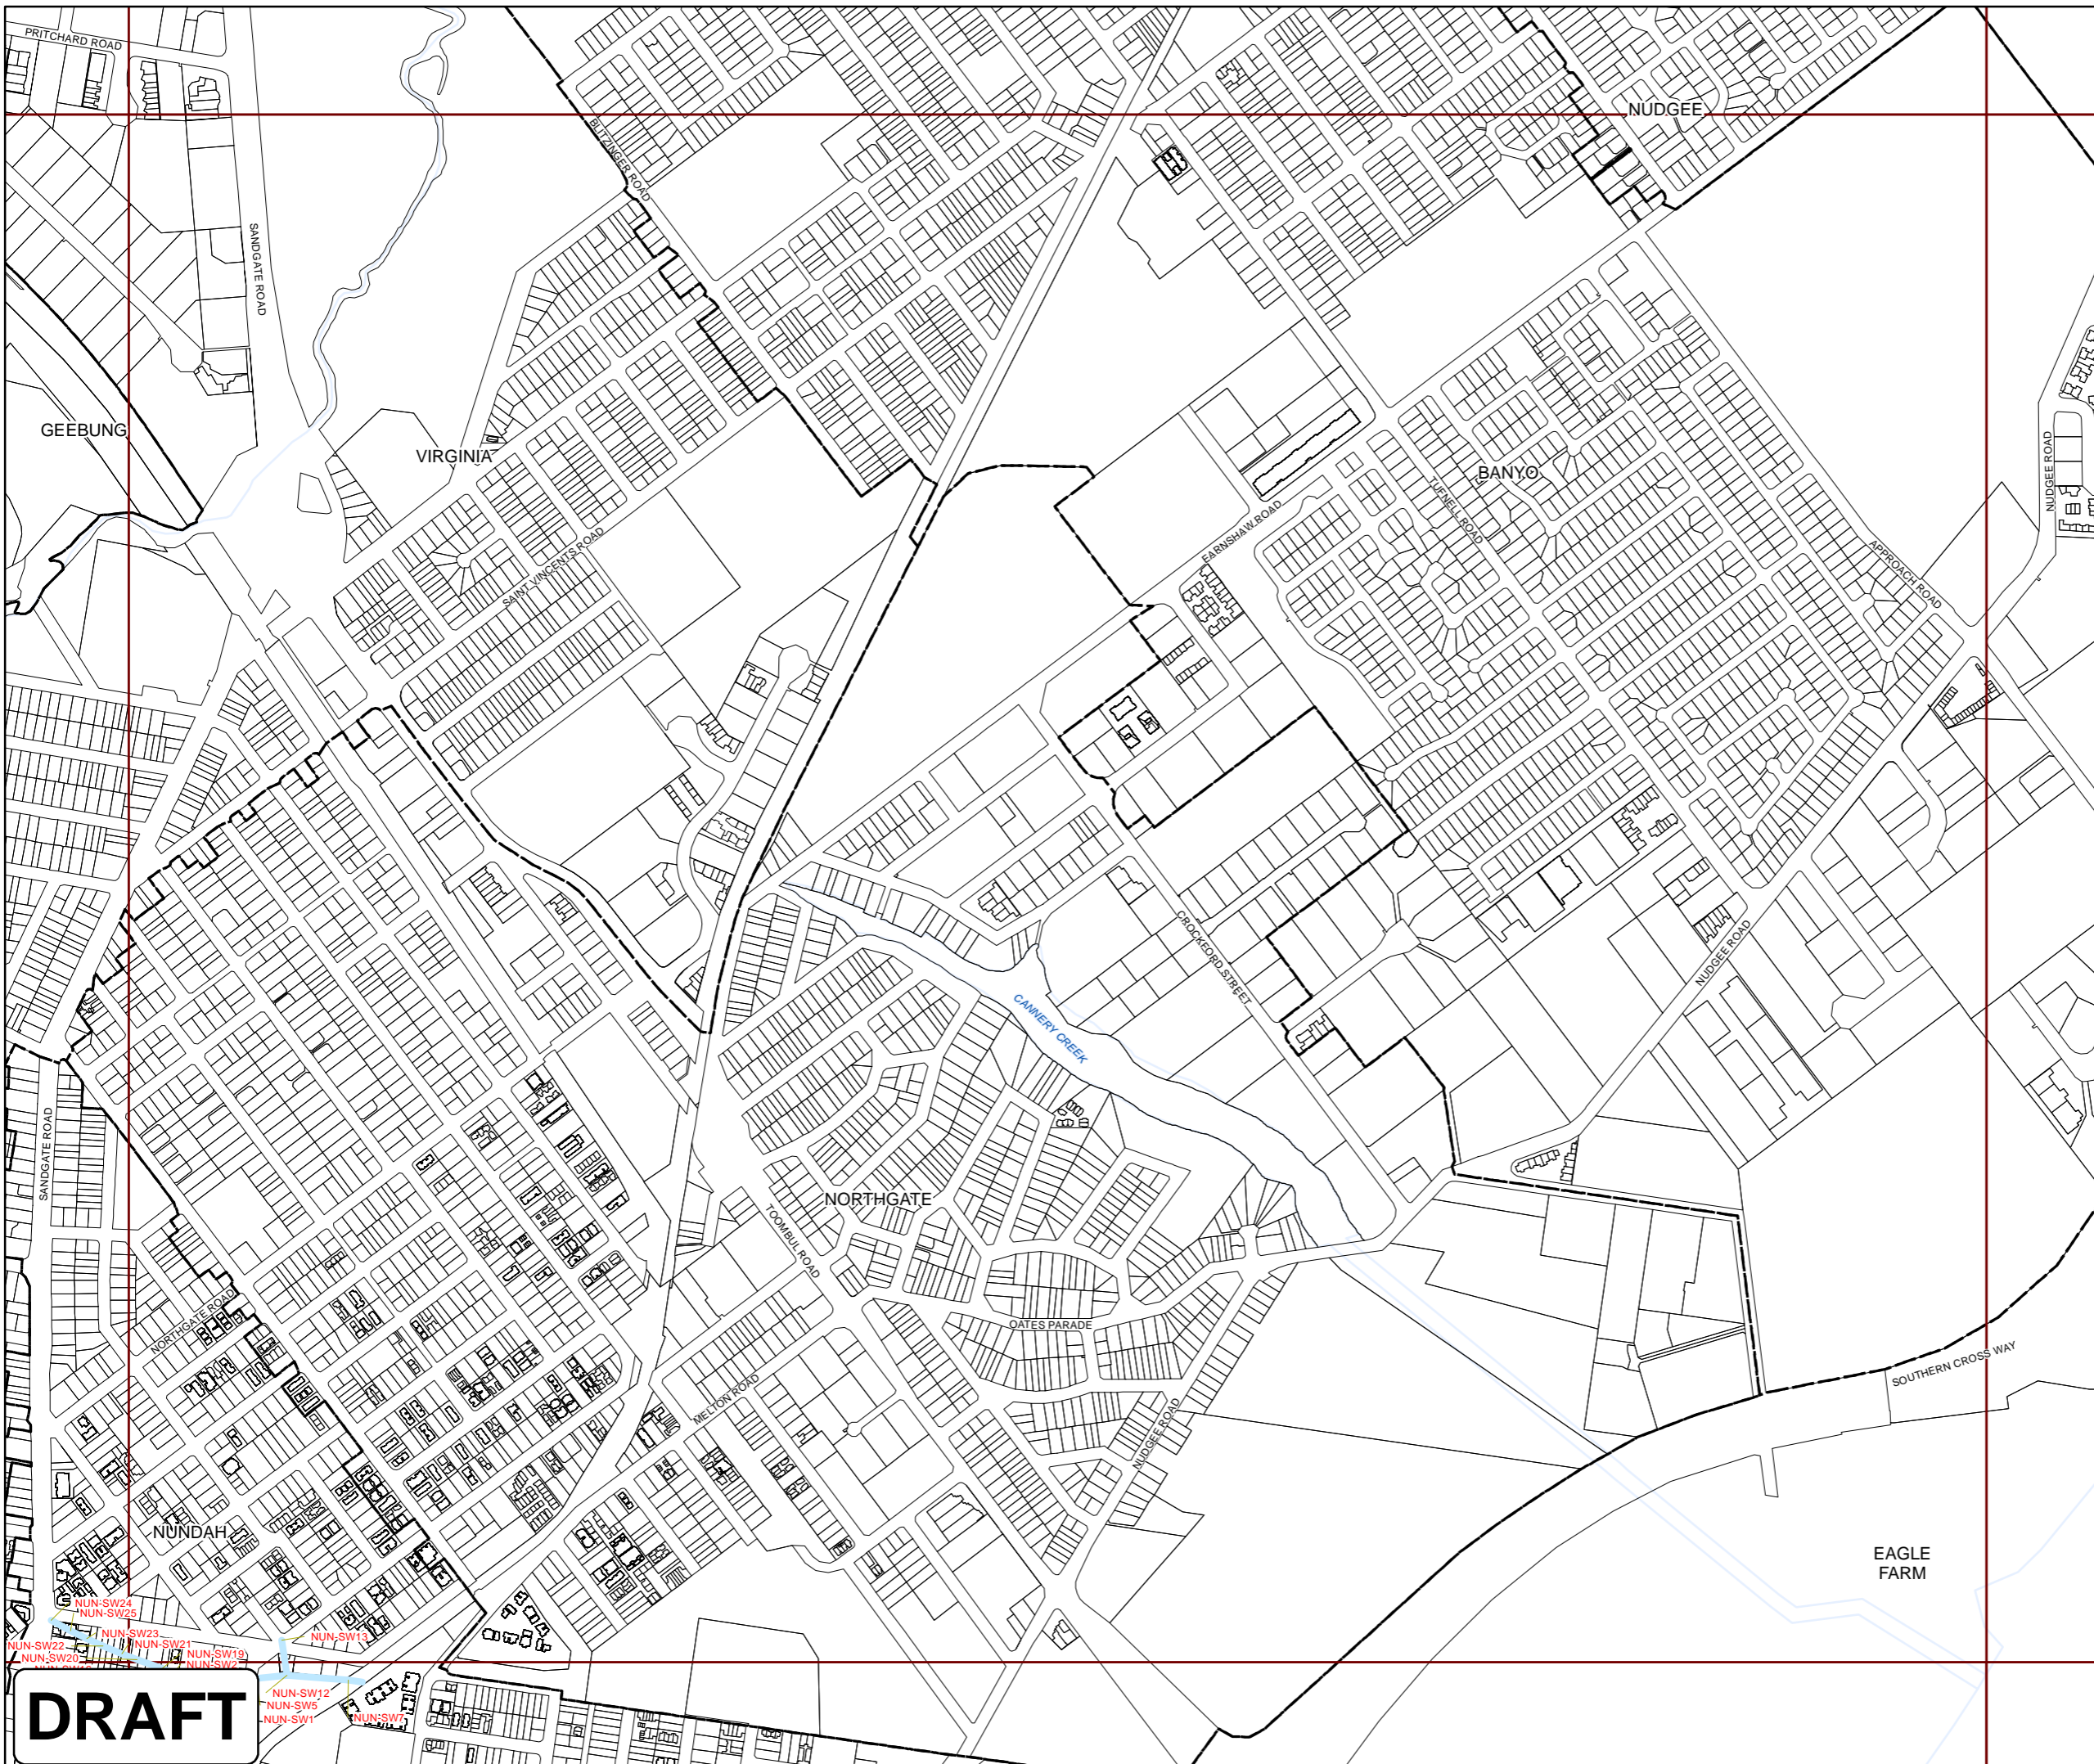 PRITCHARD ROAD
NUDGEE
BLITZINGER ROAD
SANDGATE ROAD
GEEBUNG
VIRGINIA
BANYO
TUFNELL ROAD
NUDGEE ROAD
EARNSHAW ROAD
SAINT VINCENTS ROAD
APPROACH ROAD
CROCKFORD STREET
NUDGEE ROAD
CANNERY CREEK
SANDGATE ROAD
NORTHGATE
TOOMBUL ROAD
NORTHGATE ROAD
OATES PARADE
SOUTHERN CROSS WAY
MELTON ROAD
NUDGEE ROAD
NUNDAH
EAGLE
FARM
NUN-SW24
NUN-SW25
NUN-SW23
NUN-SW13
NUN-SW22
NUN-SW21
NUN-SW20
NUN-SW19
NUN-SW2
NUN-SW12
NUN-SW5
NUN-SW1
NUN-SW7
DRAFT